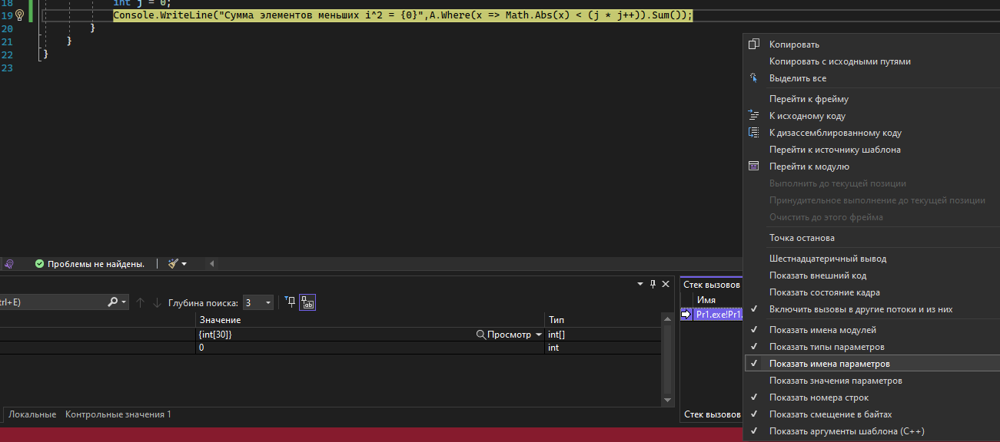 18 int j = 0;
19 Console.WriteLine("Сумма элементов меньших i^2 = {0}",A.Where(x => Math.Abs(x) < (j * j++)).Sum());
20 }
21 }
22 }
23
Копировать
Копировать с исходными путями
Выделить все
Перейти к фрейму
К исходному коду
К дизассемблированному коду
Перейти к источнику шаблона
Перейти к модулю
Выполнить до текущей позиции
Принудительное выполнение до текущей позиции
Очистить до этого фрейма
Точка останова
Шестнадцатеричный вывод
Показать внешний код
Показать состояние кадра
Включить вызовы в другие потоки и из них
Показать имена модулей
Показать типы параметров
Показать имена параметров
Показать значения параметров
Показать номера строк
Показать смещение в байтах
Показать аргументы шаблона (C++)
Проблемы не найдены.
trl+E)
Глубина поиска: 3
Значение Тип
{int[30]} Просмотр int[]
0 int
Локальные Контрольные значения 1
Стек вызовов
Имя
Pr1.exe!Pr1.
Стек вызовов